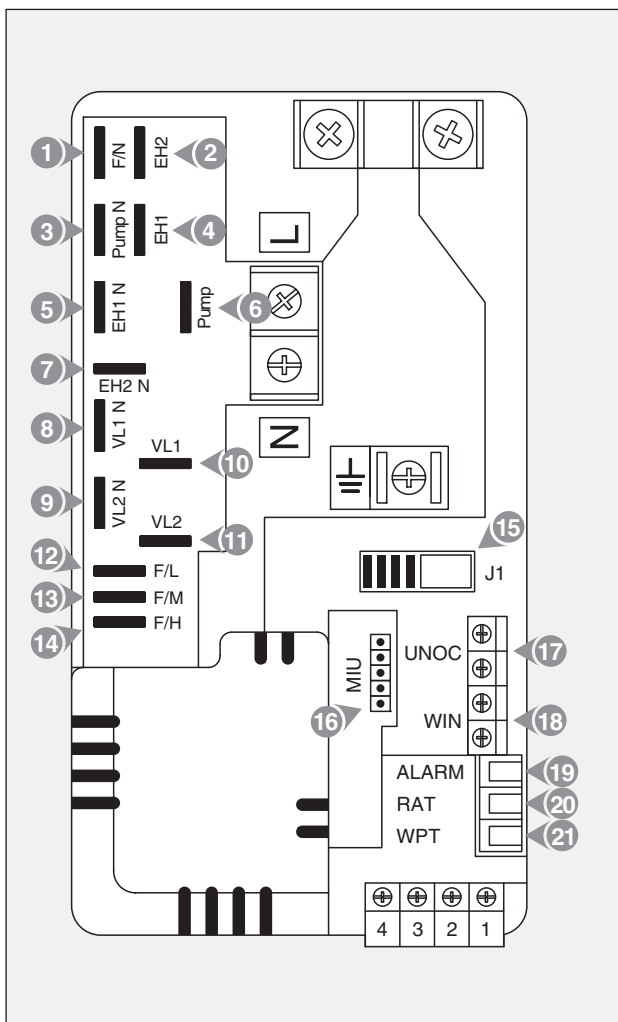 1 F/N EH2 2
3 Pump N EH1 4
5 EH1 N Pump 6
L
7 EH2 N
8 VL1 N VL1 10
N
9 VL2 N VL2 11
12 F/L
13 F/M
14 F/H
15 J1
16 MIU
UNOC 17
WIN 18
ALARM 19
RAT 20
WPT 21
4 3 2 1